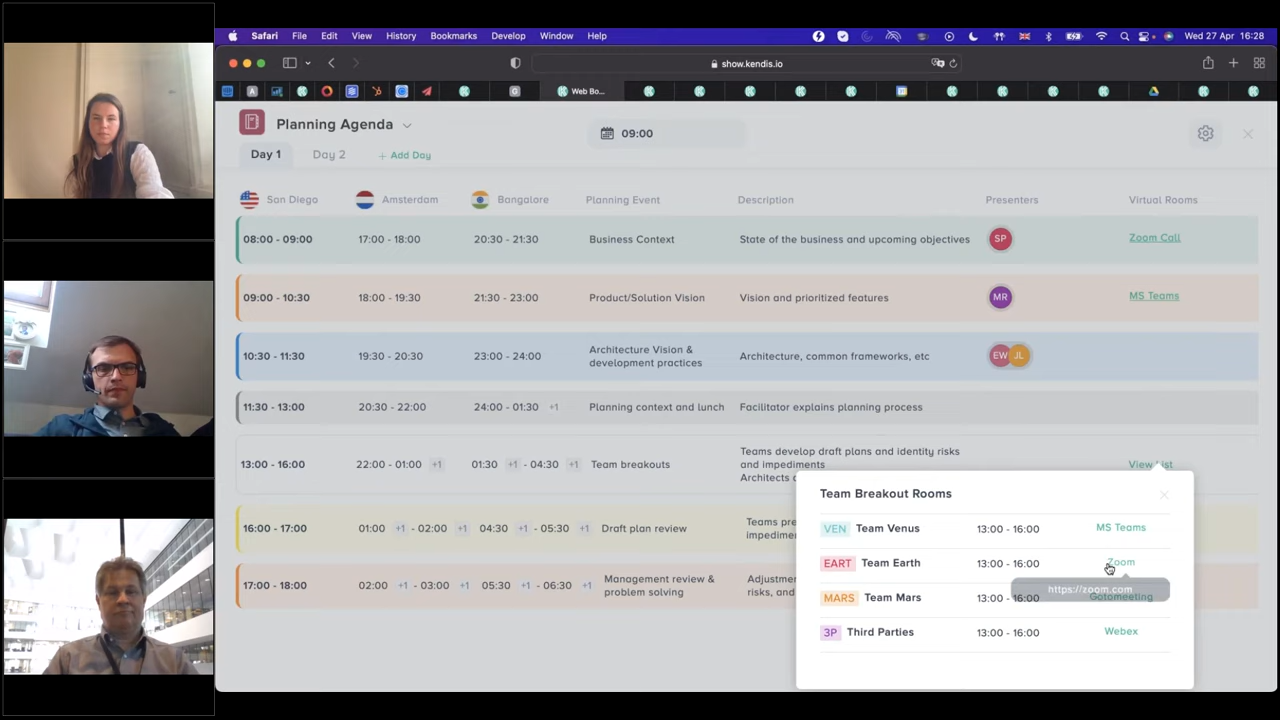 Safari File Edit View History Bookmarks Develop Window Help Wed 27 Apr 16:28
show.kendis.io
A G Web Bo...
Planning Agenda 09:00
Day 1 Day 2 + Add Day
San Diego Amsterdam Bangalore Planning Event Description Presenters Virtual Rooms
08:00 - 09:00 17:00 - 18:00 20:30 - 21:30 Business Context State of the business and upcoming objectives SP Zoom Call
09:00 - 10:30 18:00 - 19:30 21:30 - 23:00 Product/Solution Vision Vision and prioritized features MR MS Teams
10:30 - 11:30 19:30 - 20:30 23:00 - 24:00 Architecture Vision & development practices Architecture, common frameworks, etc EW JL
11:30 - 13:00 20:30 - 22:00 24:00 - 01:30 +1 Planning context and lunch Facilitator explains planning process
13:00 - 16:00 22:00 - 01:00 +1 01:30 +1 - 04:30 +1 Team breakouts Teams develop draft plans and identity risks View List
and impediments
Architects c
16:00 - 17:00 01:00 +1 - 02:00 +1 04:30 +1 - 05:30 +1 Draft plan review Teams pre
impedimen
17:00 - 18:00 02:00 +1 - 03:00 +1 05:30 +1 - 06:30 +1 Management review & problem solving Adjustmen
risks, and
Team Breakout Rooms
VEN Team Venus 13:00 - 16:00 MS Teams
EART Team Earth 13:00 - 16:00 Zoom
https://zoom.com
MARS Team Mars 13:00 - 16:00 Gotomeeting
3P Third Parties 13:00 - 16:00 Webex